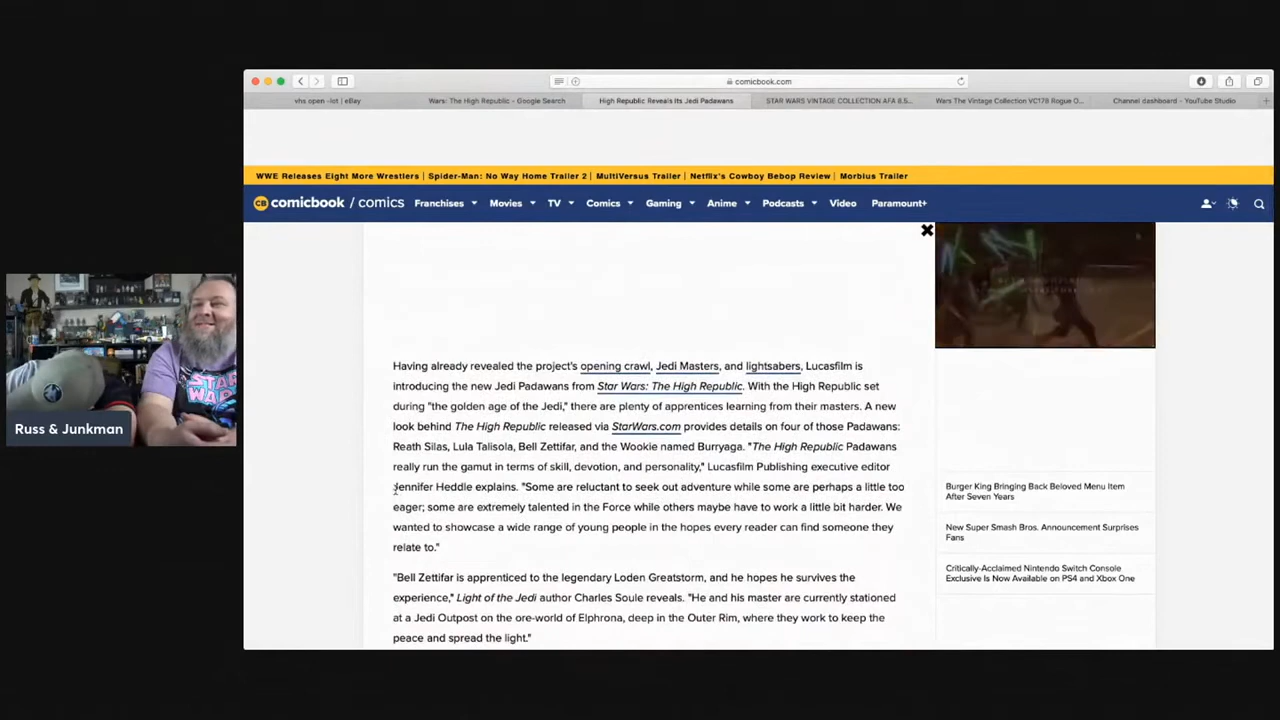 comicbook.com
vhs open -lot | eBay
Wars: The High Republic - Google Search
High Republic Reveals Its Jedi Padawans
STAR WARS VINTAGE COLLECTION AFA 8.5...
Wars The Vintage Collection VC178 Rogue O...
Channel dashboard - YouTube Studio
WWE Releases Eight More Wrestlers | Spider-Man: No Way Home Trailer 2 | MultiVersus Trailer | Netflix's Cowboy Bebop Review | Morbius Trailer
CB comicbook / comics
Franchises Movies TV Comics Gaming Anime Podcasts Video Paramount+
Having already revealed the project's opening crawl, Jedi Masters, and lightsabers, Lucasfilm is
introducing the new Jedi Padawans from Star Wars: The High Republic. With the High Republic set
during "the golden age of the Jedi," there are plenty of apprentices learning from their masters. A new
look behind The High Republic released via StarWars.com provides details on four of those Padawans:
Reath Silas, Lula Talisola, Bell Zettifar, and the Wookie named Burryaga. "The High Republic Padawans
really run the gamut in terms of skill, devotion, and personality," Lucasfilm Publishing executive editor
Jennifer Heddle explains. "Some are reluctant to seek out adventure while some are perhaps a little too
eager; some are extremely talented in the Force while others maybe have to work a little bit harder. We
wanted to showcase a wide range of young people in the hopes every reader can find someone they
relate to."
"Bell Zettifar is apprenticed to the legendary Loden Greatstorm, and he hopes he survives the
experience," Light of the Jedi author Charles Soule reveals. "He and his master are currently stationed
at a Jedi Outpost on the ore-world of Elphrona, deep in the Outer Rim, where they work to keep the
peace and spread the light."
Burger King Bringing Back Beloved Menu Item
After Seven Years
New Super Smash Bros. Announcement Surprises
Fans
Critically-Acclaimed Nintendo Switch Console
Exclusive Is Now Available on PS4 and Xbox One
STAR
WARS
Russ & Junkman